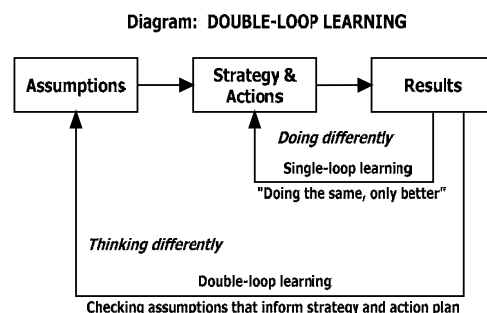 Diagram: DOUBLE-LOOP LEARNING
Assumptions
Strategy &
Actions
Results
Doing differently
Single-loop learning
"Doing the same, only better"
Thinking differently
Double-loop learning
Checking assumptions that inform strategy and action plan